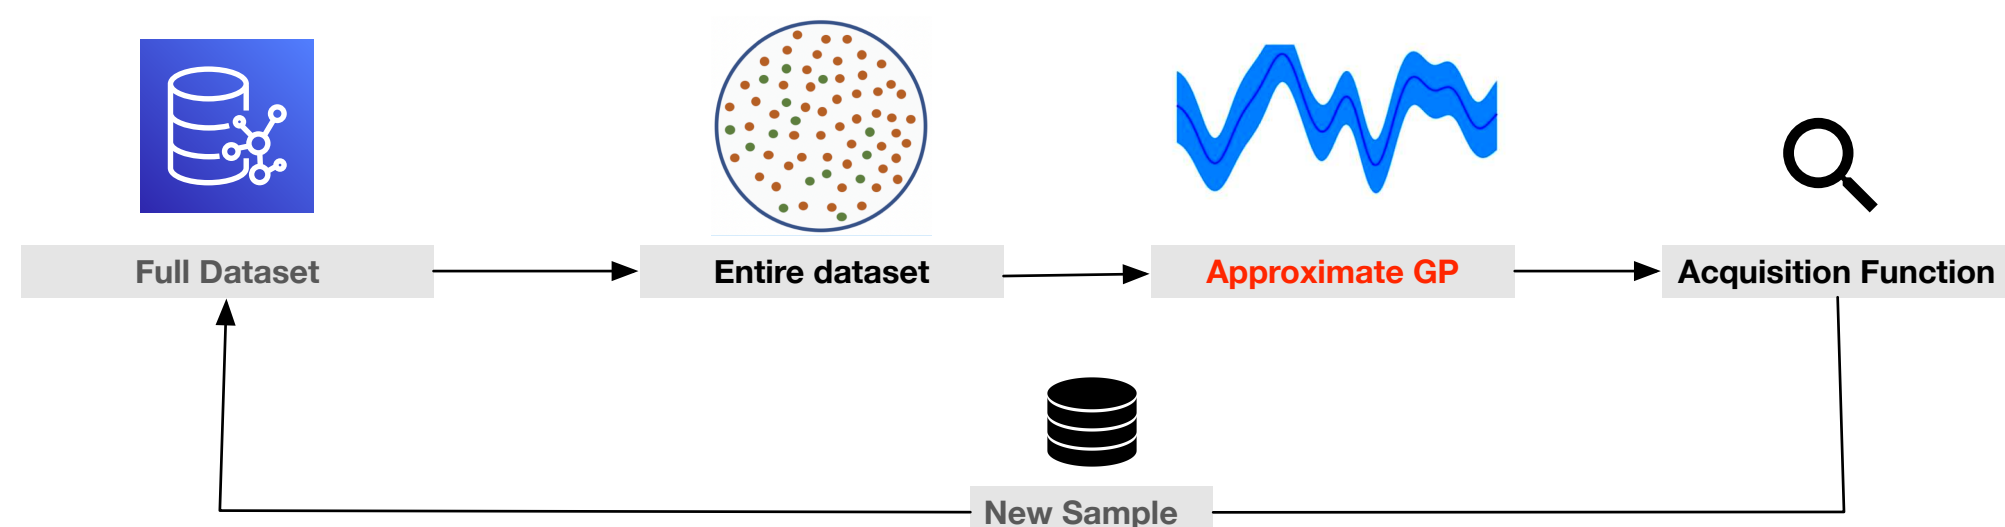 Full Dataset
Entire dataset
Approximate GP
Acquisition Function
New Sample